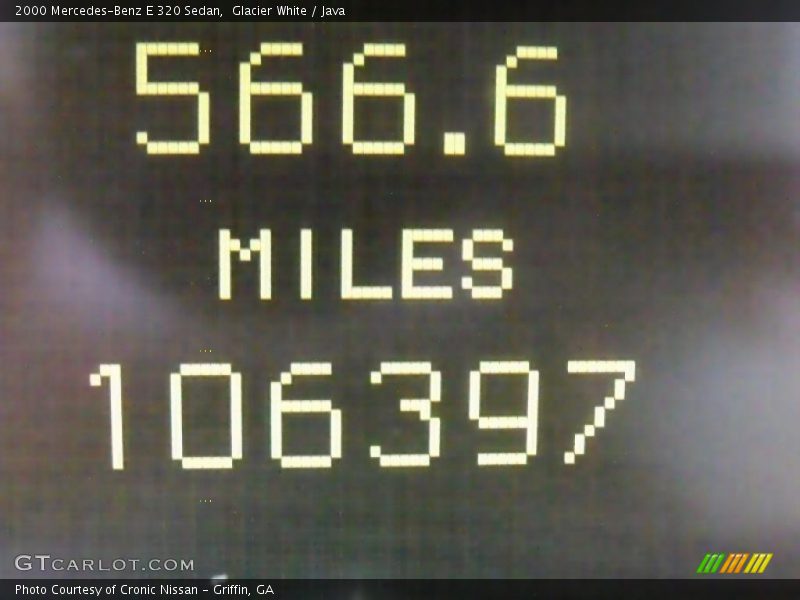 2000 Mercedes-Benz E 320 Sedan,  Glacier White / Java
566.6
MILES
106397
GTCARLOT.COM
Photo Courtesy of Cronic Nissan - Griffin, GA